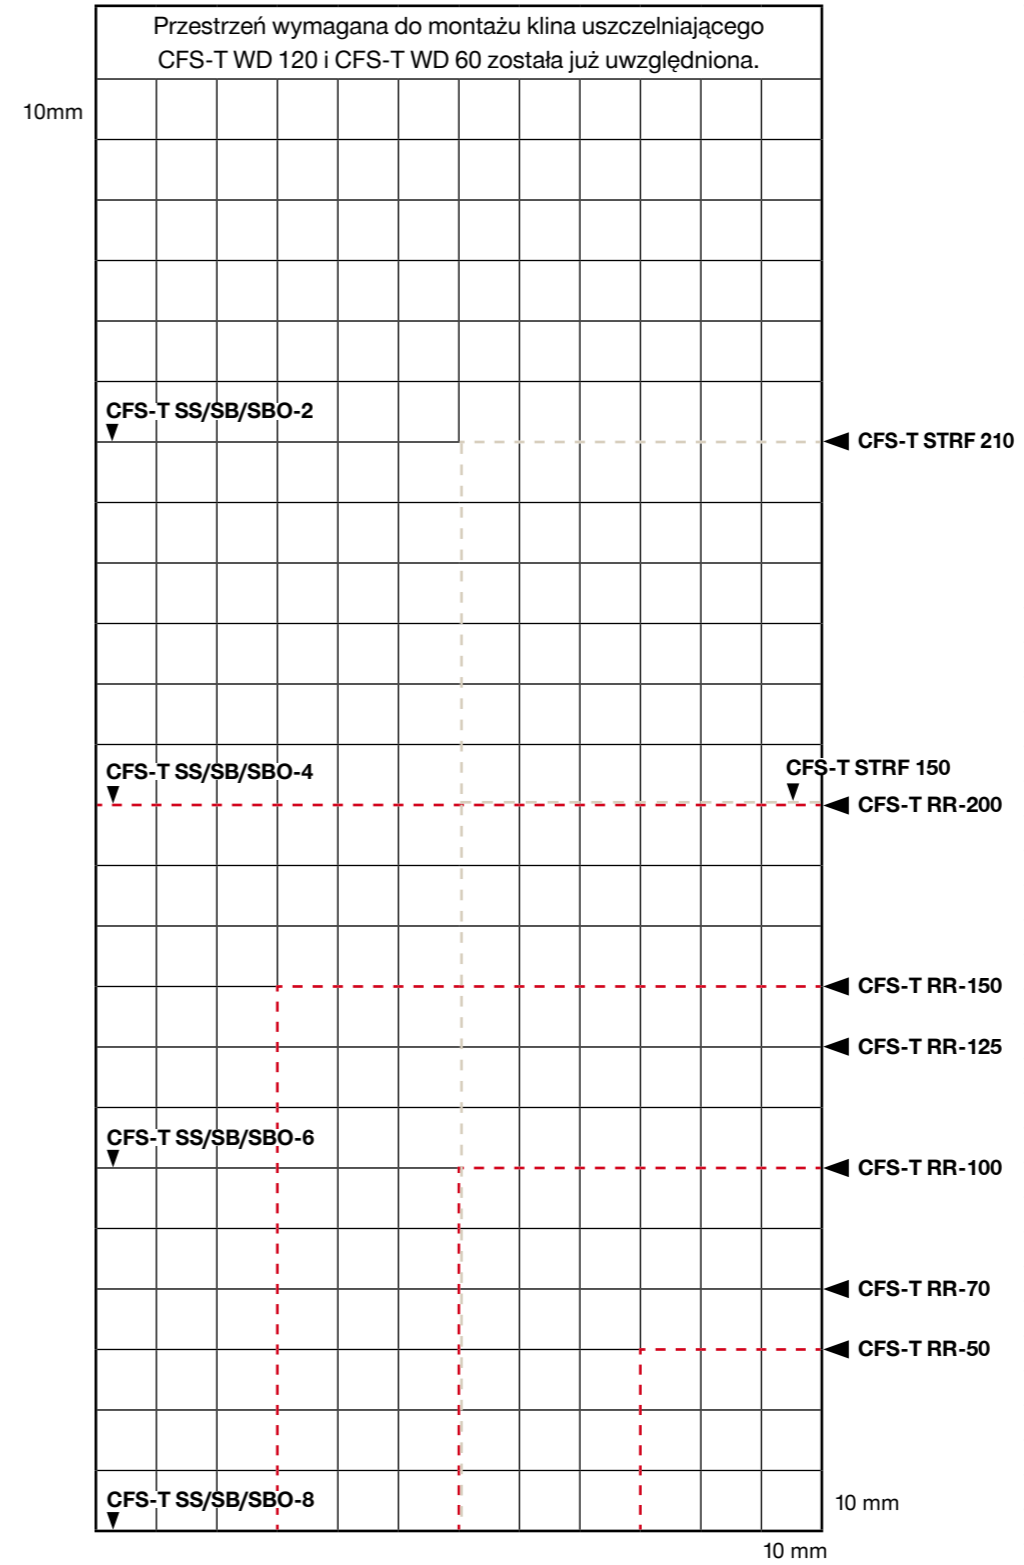 Przestrzeń wymagana do montażu klina uszczelniającego
CFS-T WD 120 i CFS-T WD 60 została już uwzględniona.
10mm
CFS-T SS/SB/SBO-2
CFS-T STRF 210
CFS-T STRF 150
CFS-T SS/SB/SBO-4
CFS-T RR-200
CFS-T RR-150
CFS-T RR-125
CFS-T SS/SB/SBO-6
CFS-T RR-100
CFS-T RR-70
CFS-T RR-50
CFS-T SS/SB/SBO-8
10 mm
10 mm